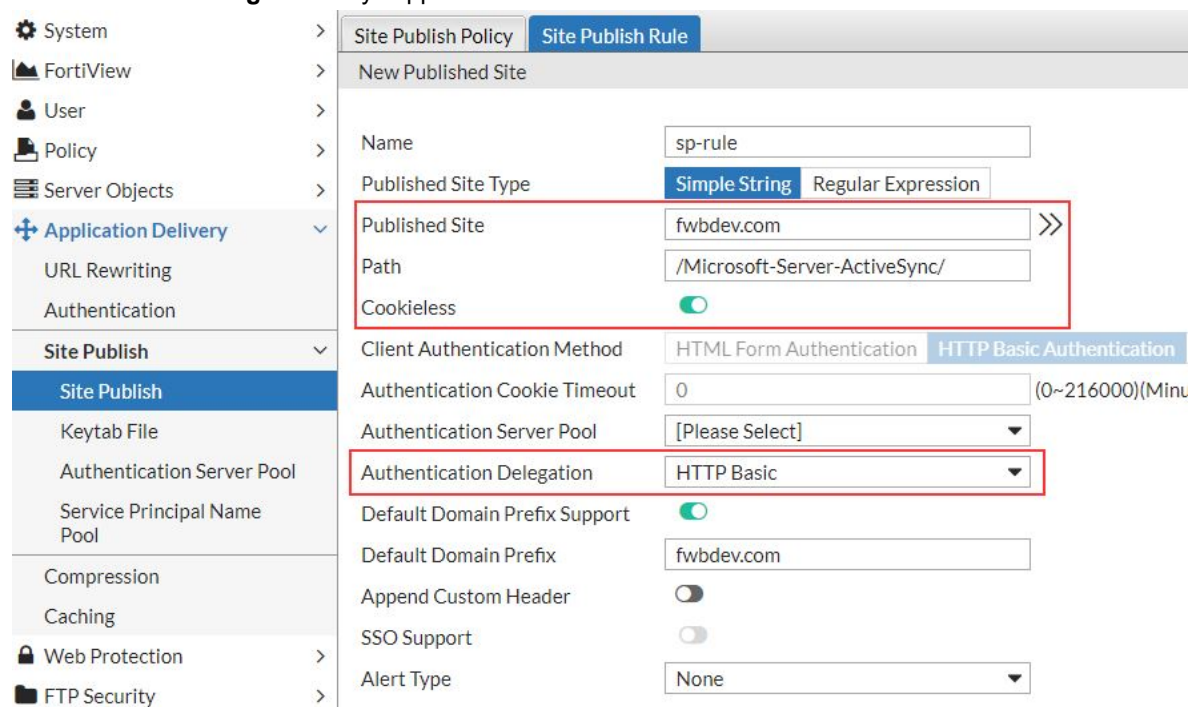 System
FortiView
User
Policy
Server Objects
Application Delivery
URL Rewriting
Authentication
Site Publish
Site Publish
Keytab File
Authentication Server Pool
Service Principal Name
Pool
Compression
Caching
Web Protection
FTP Security
Site Publish Policy Site Publish Rule
New Published Site
Name sp-rule
Published Site Type Simple String Regular Expression
Published Site fwbdev.com
Path /Microsoft-Server-ActiveSync/
Cookieless
Client Authentication Method HTML Form Authentication HTTP Basic Authentication
Authentication Cookie Timeout 0 (0~216000)(Minu
Authentication Server Pool [Please Select]
Authentication Delegation HTTP Basic
Default Domain Prefix Support
Default Domain Prefix fwbdev.com
Append Custom Header
SSO Support
Alert Type None